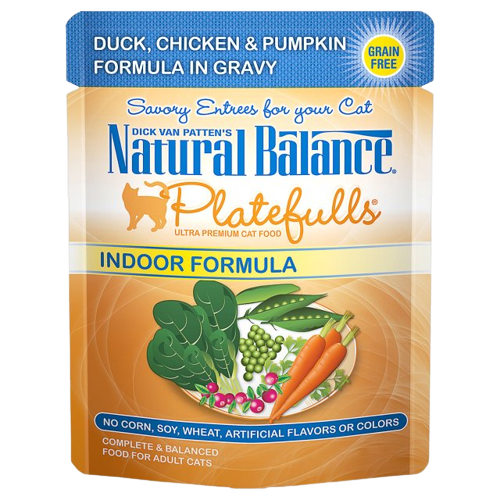 DUCK, CHICKEN & PUMPKIN
FORMULA IN GRAVY
GRAIN
FREE
Savory Entrees for your Cat
DICK VAN PATTEN'S
Natural Balance®
Platefulls®
ULTRA PREMIUM CAT FOOD
INDOOR FORMULA
NO CORN, SOY, WHEAT, ARTIFICIAL FLAVORS OR COLORS
COMPLETE & BALANCED
FOOD FOR ADULT CATS